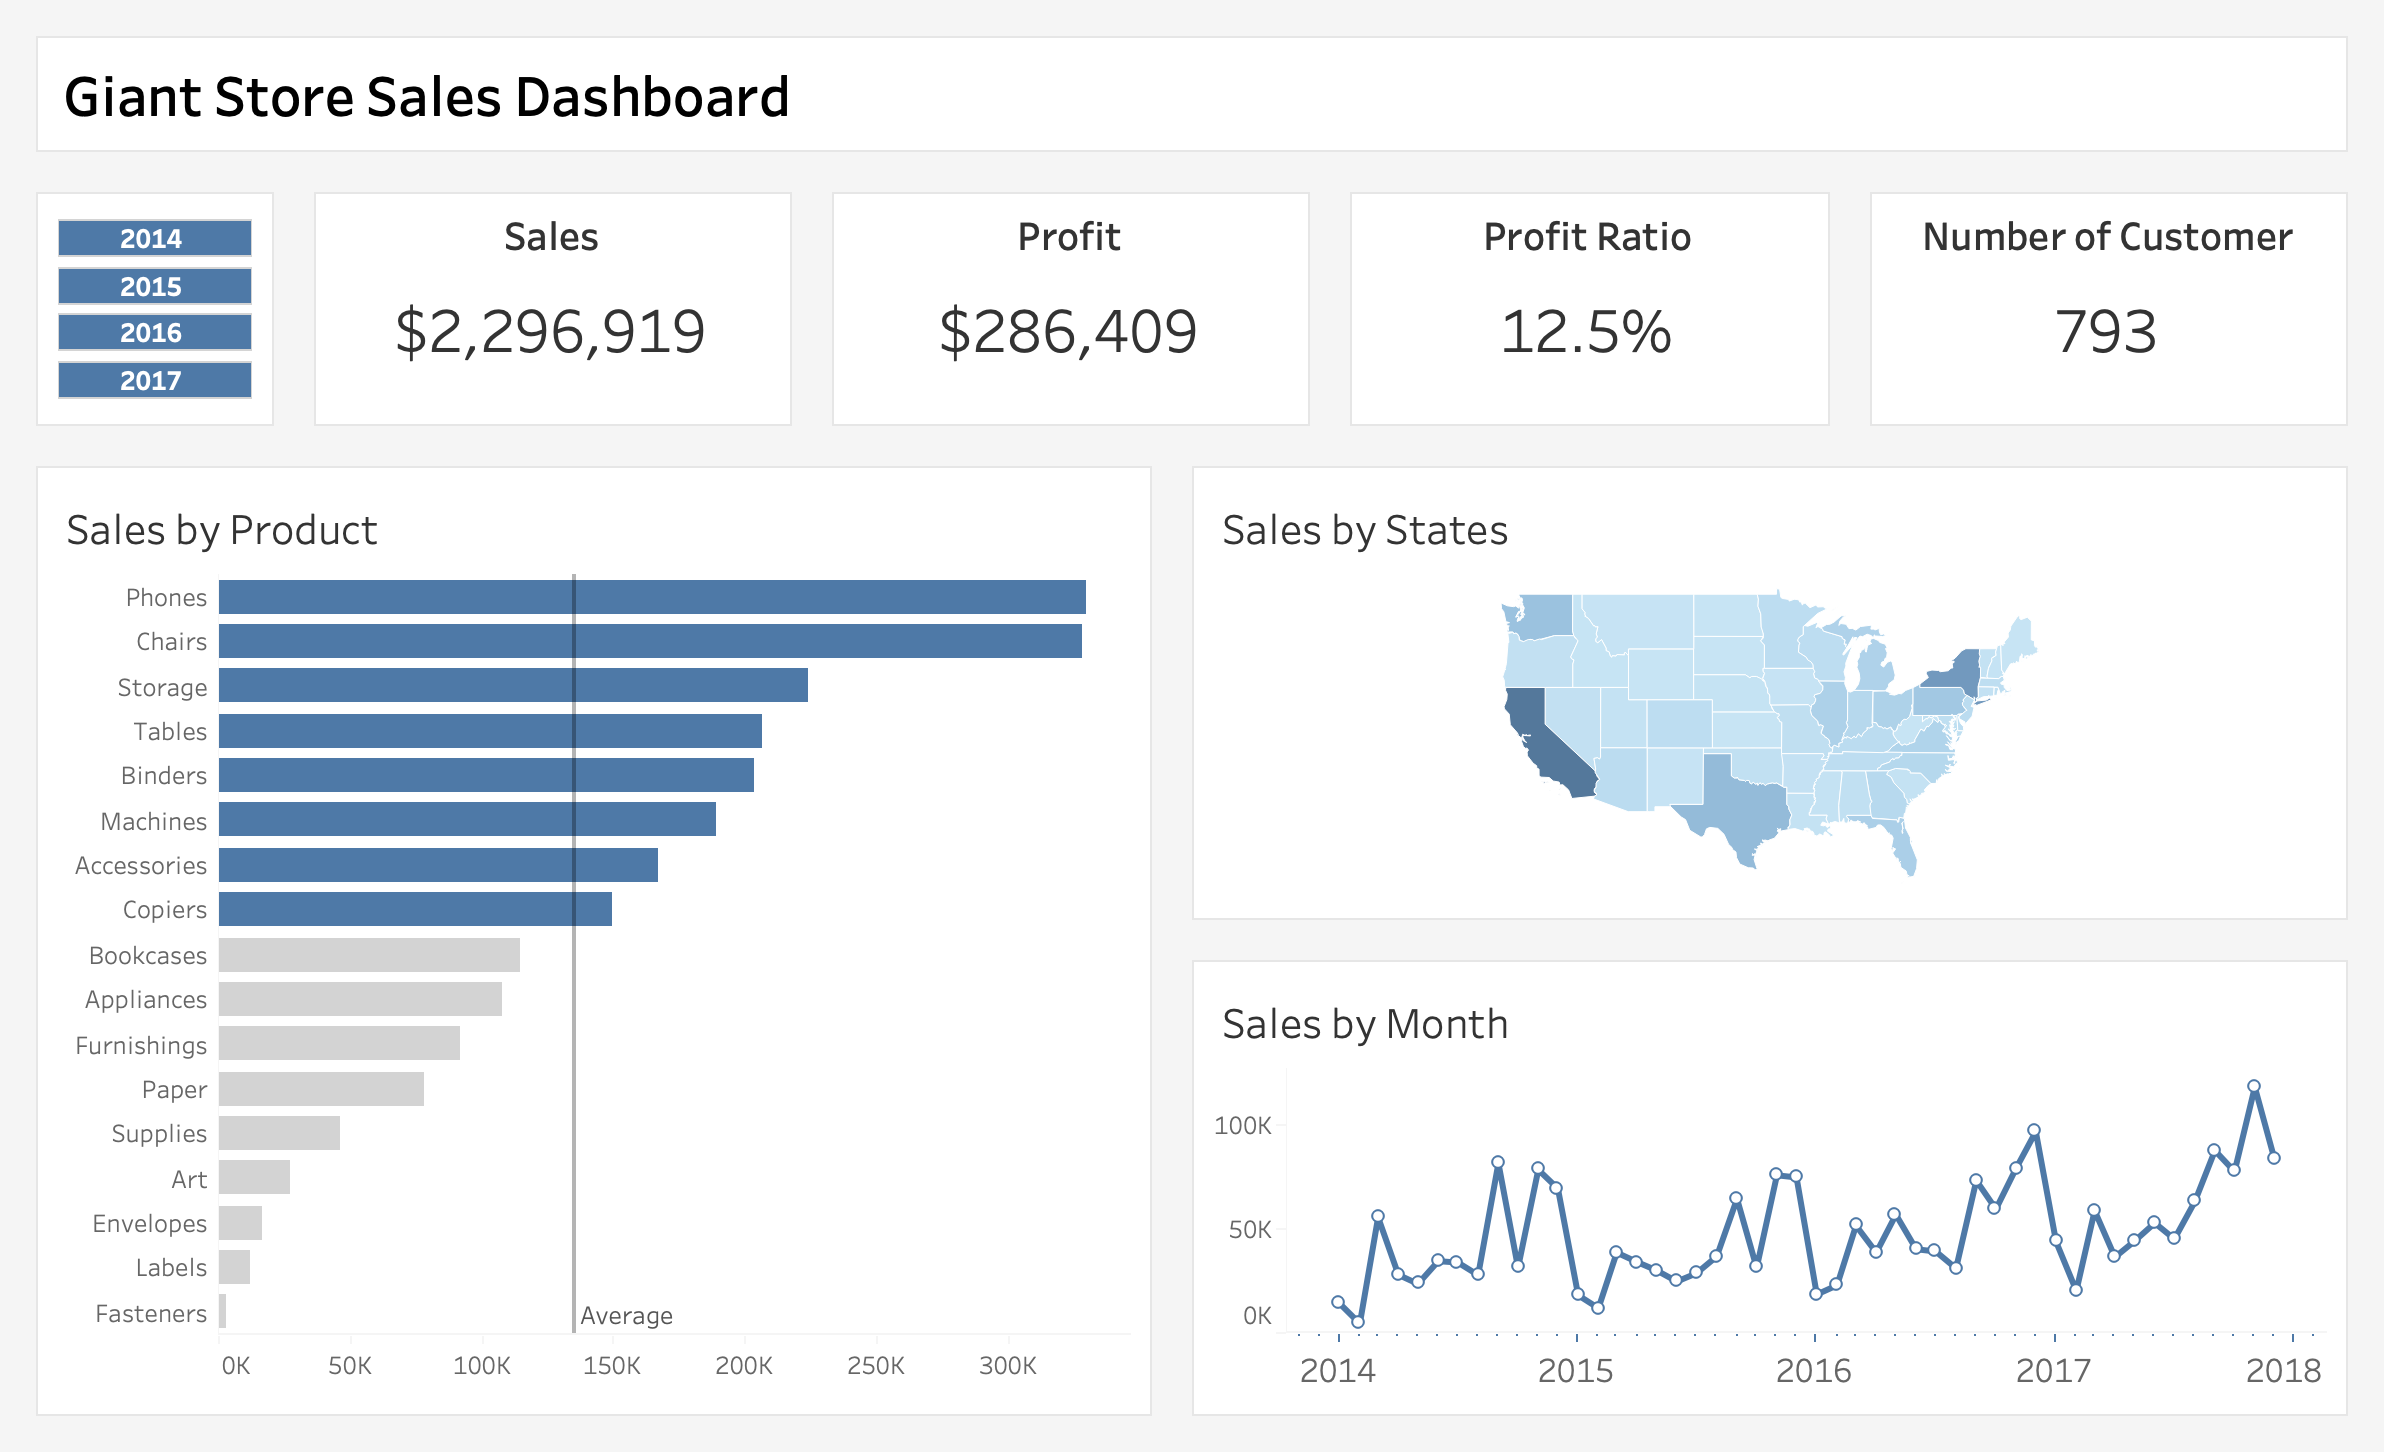 Giant Store Sales Dashboard
2014
2015
2016
2017
Sales
$2,296,919
Profit
$286,409
Profit Ratio
12.5%
Number of Customer
793
Sales by Product
Phones
Chairs
Storage
Tables
Binders
Machines
Accessories
Copiers
Bookcases
Appliances
Furnishings
Paper
Supplies
Art
Envelopes
Labels
Fasteners
Average
0K 50K 100K 150K 200K 250K 300K
Sales by States
Sales by Month
100K
50K
0K
2014 2015 2016 2017 2018